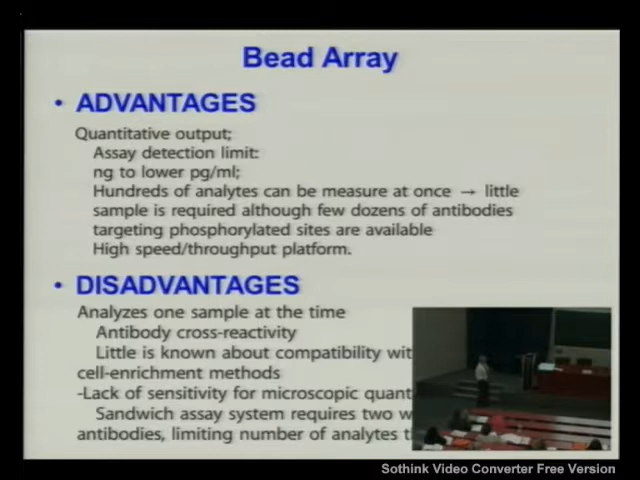 Bead Array
• ADVANTAGES
Quantitative output;
Assay detection limit:
ng to lower pg/ml;
Hundreds of analytes can be measure at once → little
sample is required although few dozens of antibodies
targeting phosphorylated sites are available
High speed/throughput platform.
• DISADVANTAGES
Analyzes one sample at the time
Antibody cross-reactivity
Little is known about compatibility
cell-enrichment methods
-Lack of sensitivity for microscopic
Sandwich assay system requires two
antibodies, limiting number of analytes
Sothink Video Converter Free Version